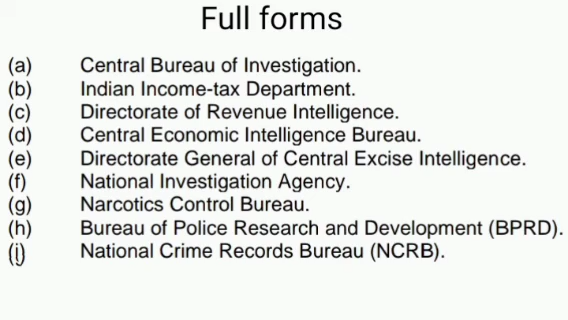 Full forms
(a) Central Bureau of Investigation.
(b) Indian Income-tax Department.
(c) Directorate of Revenue Intelligence.
(d) Central Economic Intelligence Bureau.
(e) Directorate General of Central Excise Intelligence.
(f) National Investigation Agency.
(g) Narcotics Control Bureau.
(h) Bureau of Police Research and Development (BPRD).
(i) National Crime Records Bureau (NCRB).